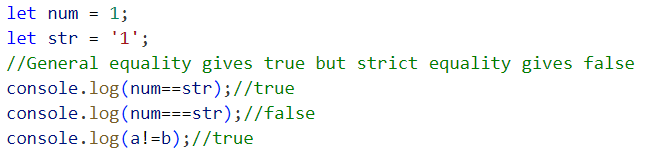 let num = 1;
let str = '1';
//General equality gives true but strict equality gives false
console.log(num==str);//true
console.log(num===str);//false
console.log(a!=b);//true